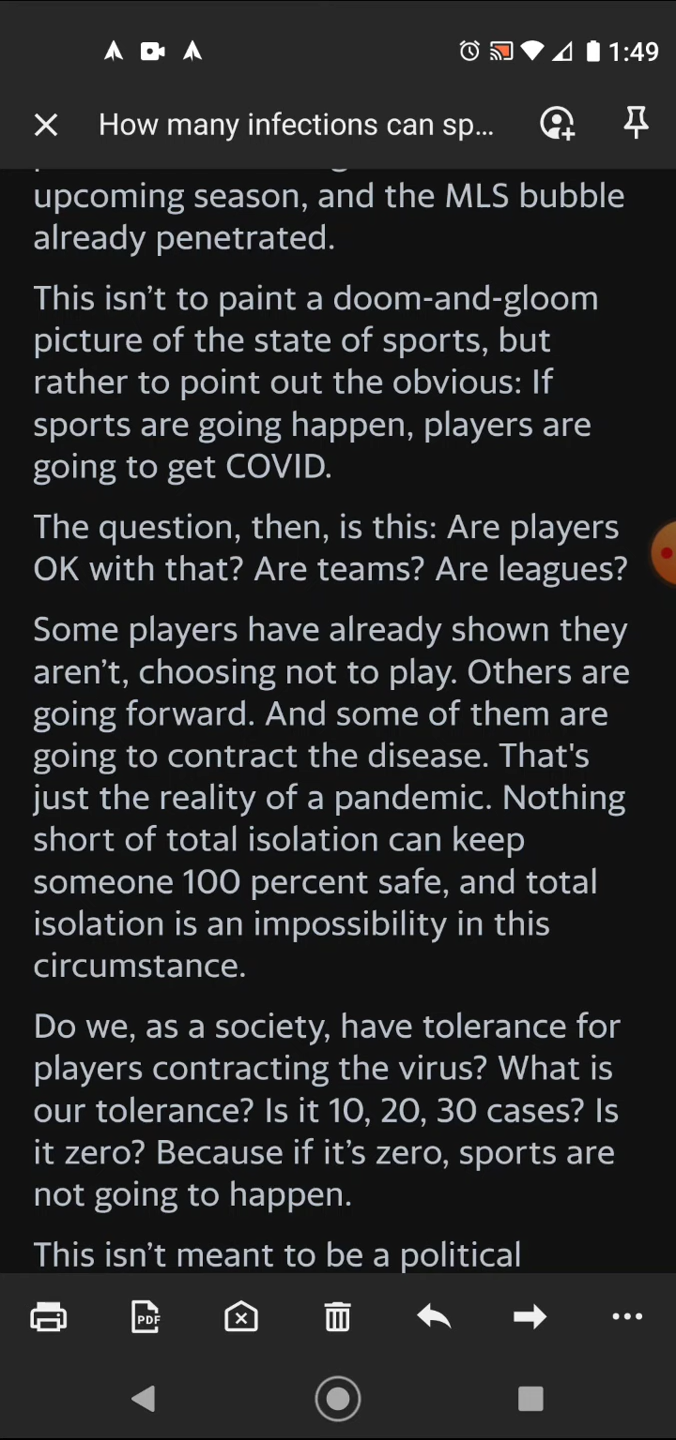 1:49
How many infections can sp...
upcoming season, and the MLS bubble
already penetrated.
This isn’t to paint a doom-and-gloom
picture of the state of sports, but
rather to point out the obvious: If
sports are going happen, players are
going to get COVID.
The question, then, is this: Are players
OK with that? Are teams? Are leagues?
Some players have already shown they
aren’t, choosing not to play. Others are
going forward. And some of them are
going to contract the disease. That's
just the reality of a pandemic. Nothing
short of total isolation can keep
someone 100 percent safe, and total
isolation is an impossibility in this
circumstance.
Do we, as a society, have tolerance for
players contracting the virus? What is
our tolerance? Is it 10, 20, 30 cases? Is
it zero? Because if it’s zero, sports are
not going to happen.
This isn’t meant to be a political
PDF